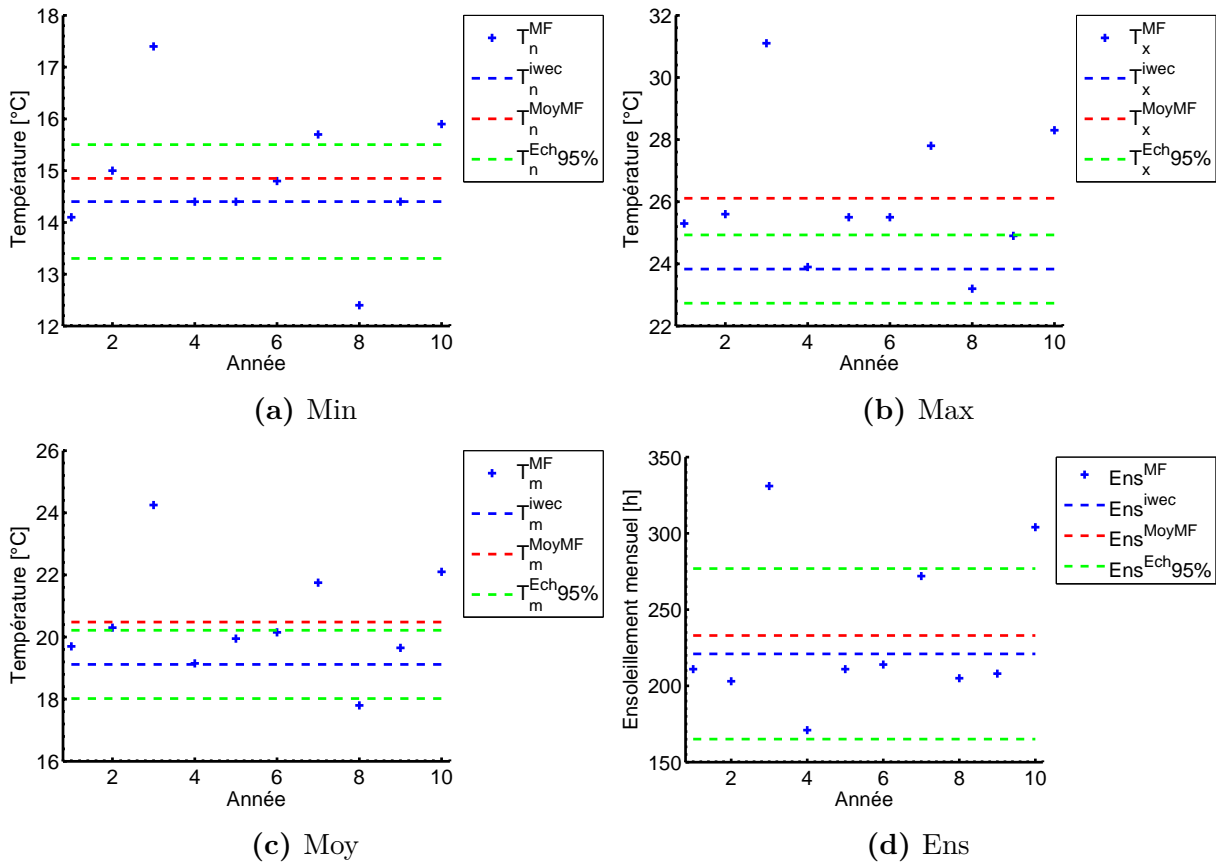 18
17
16
15
14
13
12
2 4 6 8 10
Température [°C]
Année
T_n^MF
T_n^iwec
T_n^MoyMF
T_n^Ech 95%
(a) Min
32
30
28
26
24
22
2 4 6 8 10
Température [°C]
Année
T_x^MF
T_x^iwec
T_x^MoyMF
T_x^Ech 95%
(b) Max
26
24
22
20
18
16
2 4 6 8 10
Température [°C]
Année
T_m^MF
T_m^iwec
T_m^MoyMF
T_m^Ech 95%
(c) Moy
350
300
250
200
150
2 4 6 8 10
Ensoleillement mensuel [h]
Année
Ens^MF
Ens^iwec
Ens^MoyMF
Ens^Ech 95%
(d) Ens